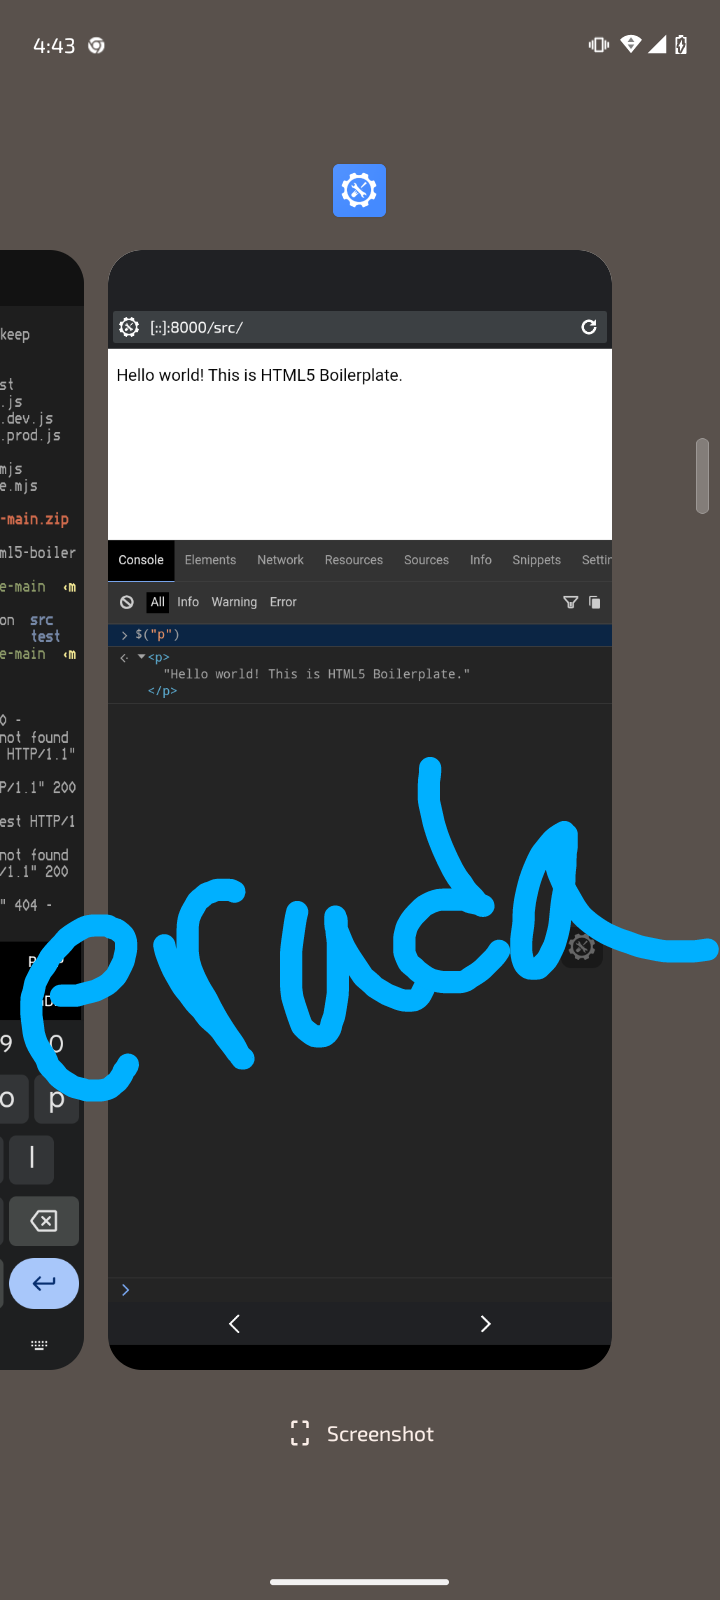 4:43
keep
st
.js
.dev.js
.prod.js
mjs
e.mjs
-main.zip
ml5-boiler
e-main ‹m
on src
test
e-main ‹m
0 -
not found
HTTP/1.1"
P/1.1" 200
est HTTP/1
not found
/1.1" 200
" 404 -
9 0
o p
l
[::]:8000/src/
Hello world! This is HTML5 Boilerplate.
Console Elements Network Resources Sources Info Snippets Settin
All Info Warning Error
> $("p")
<p>
"Hello world! This is HTML5 Boilerplate."
</p>
eruda
>
Screenshot